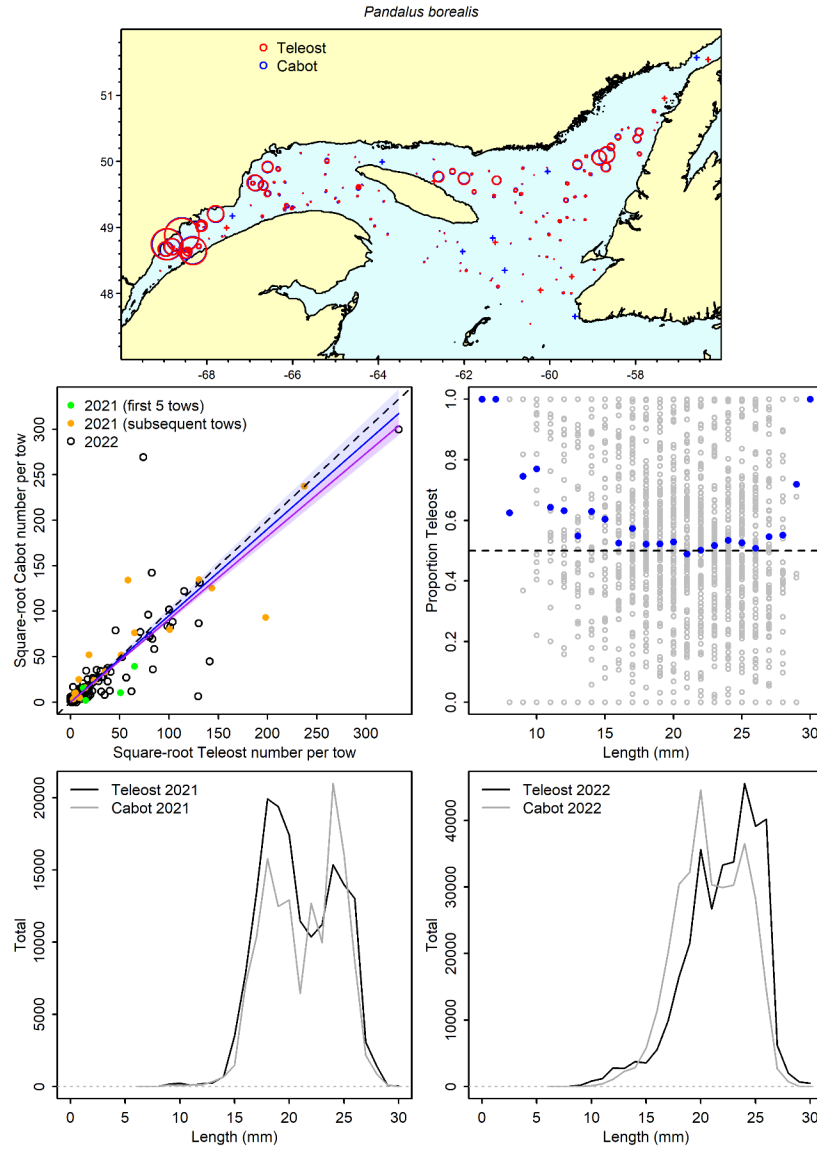 Pandalus borealis
Teleost
Cabot
51
50
49
48
-68 -66 -64 -62 -60 -58
2021 (first 5 tows)
2021 (subsequent tows)
2022
Square-root Cabot number per tow
0 50 100 150 200 250 300
0 50 100 150 200 250 300
Square-root Teleost number per tow
Proportion Teleost
0.0 0.2 0.4 0.6 0.8 1.0
10 15 20 25 30
Length (mm)
Teleost 2021
Cabot 2021
Total
0 5000 10000 15000 20000
0 5 10 15 20 25 30
Length (mm)
Teleost 2022
Cabot 2022
Total
0 10000 20000 30000 40000
0 5 10 15 20 25 30
Length (mm)